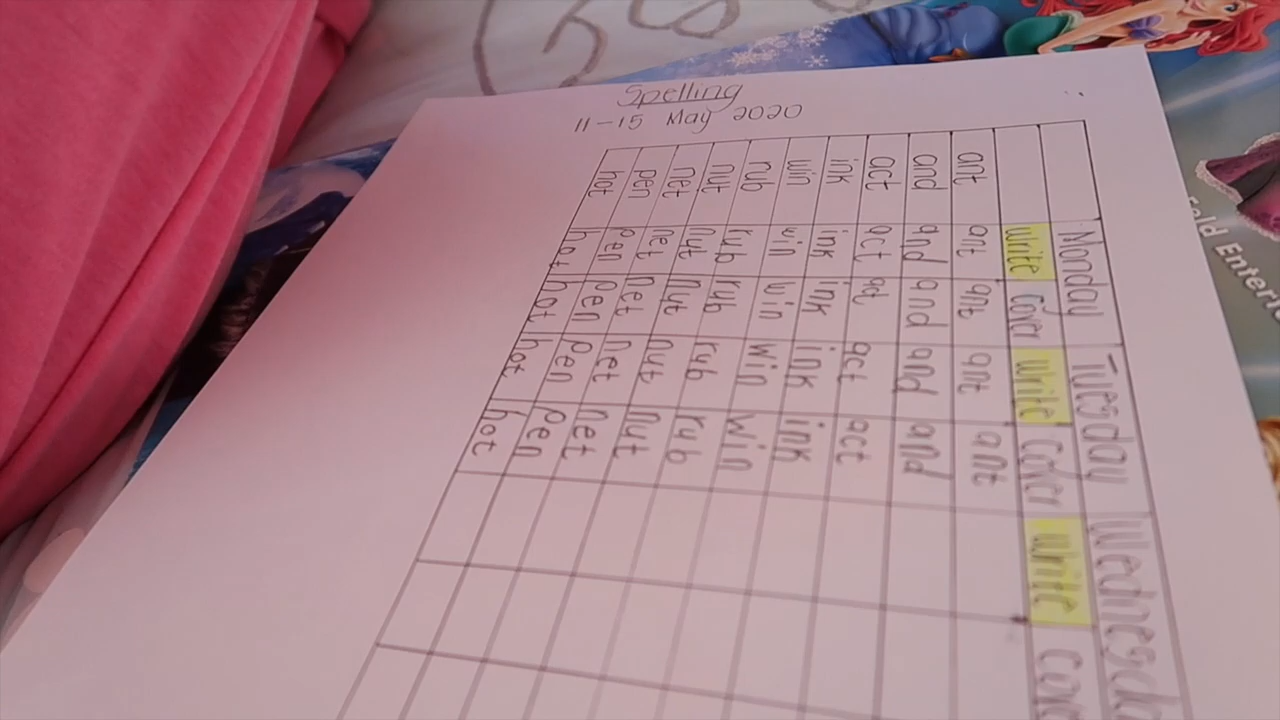 Spelling
11-15 May 2020
Monday Tuesday
write cover write cover write
ant ant ant ant ant
and and and and and
act act act act act
ink ink ink ink ink
win win win win win
rub rub rub rub rub
nut nut nut nut nut
net net net net net
pen pen pen pen pen
hot hot hot hot hot